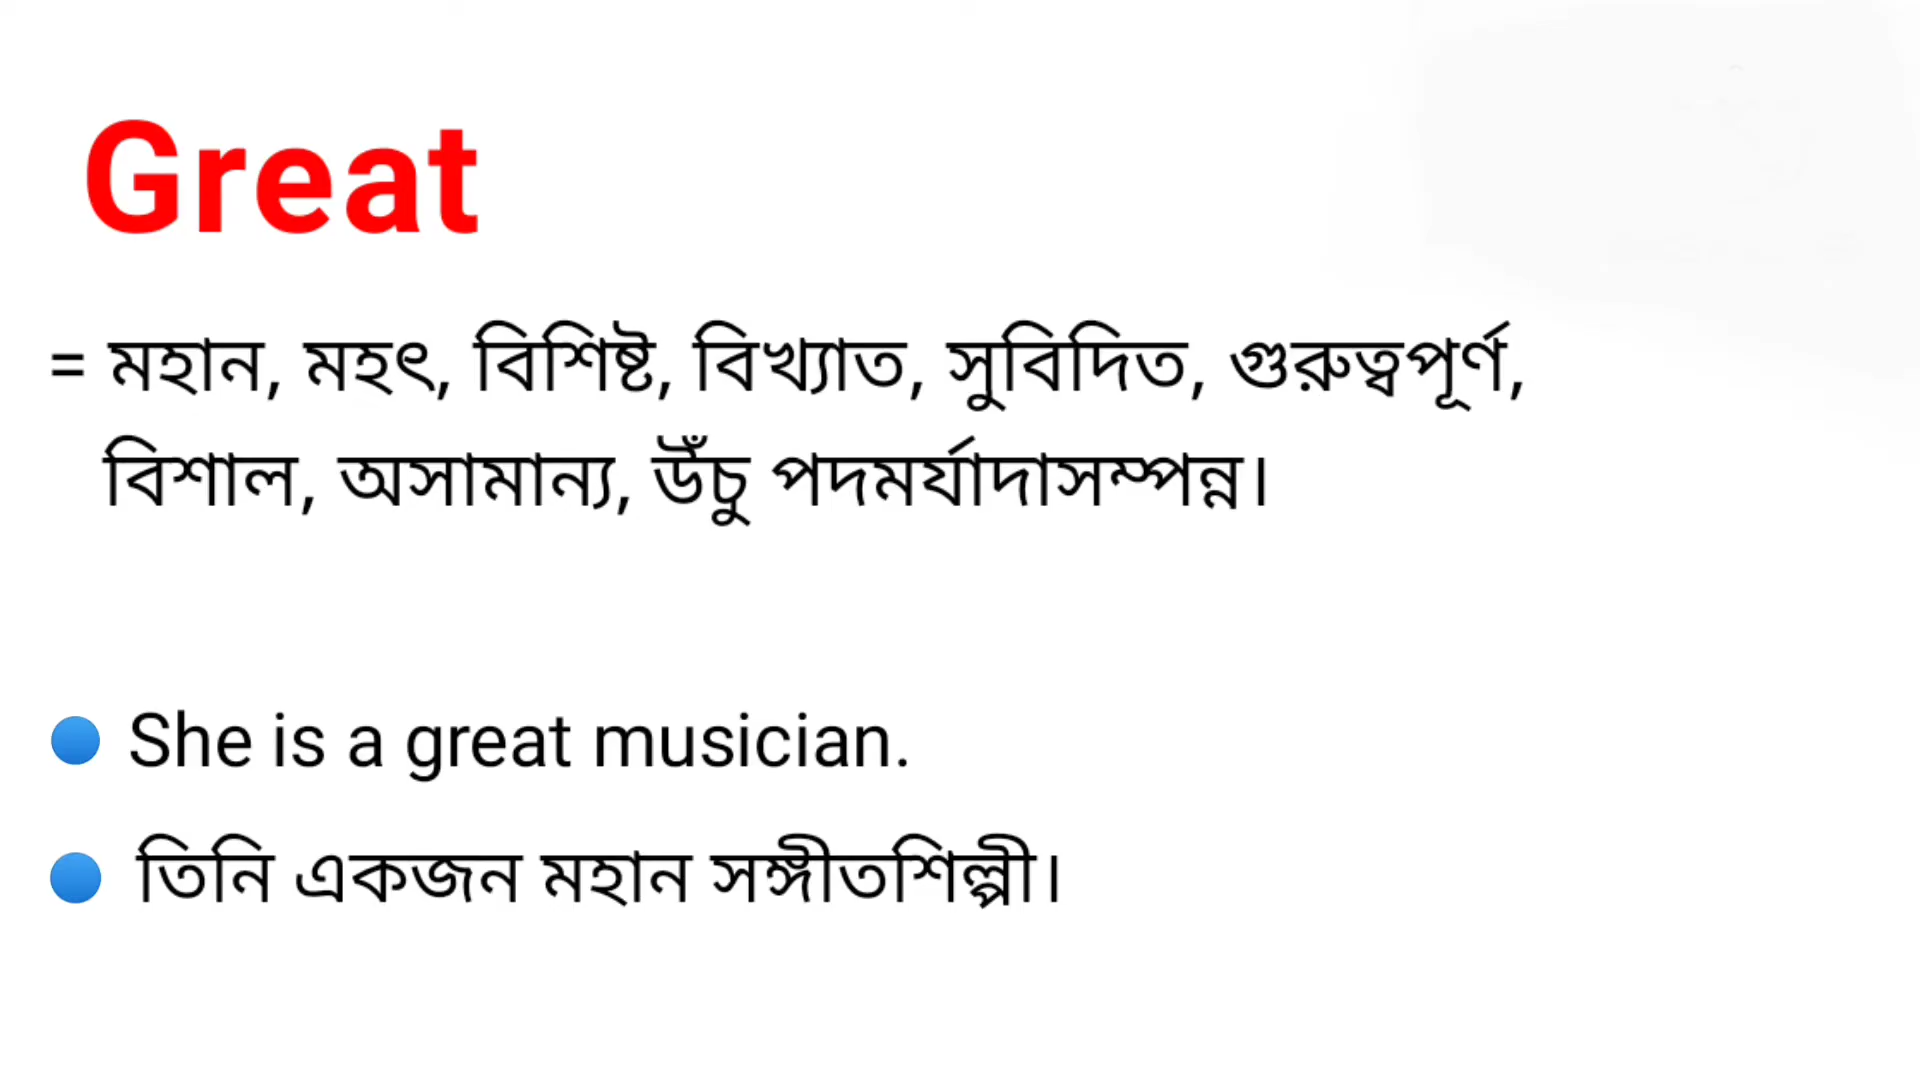 Great
= মহান, মহৎ, বিশিষ্ট, বিখ্যাত, সুবিদিত, গুরুত্বপূর্ণ,
বিশাল, অসামান্য, উঁচু পদমর্যাদাসম্পন্ন।
She is a great musician.
তিনি একজন মহান সঙ্গীতশিল্পী।